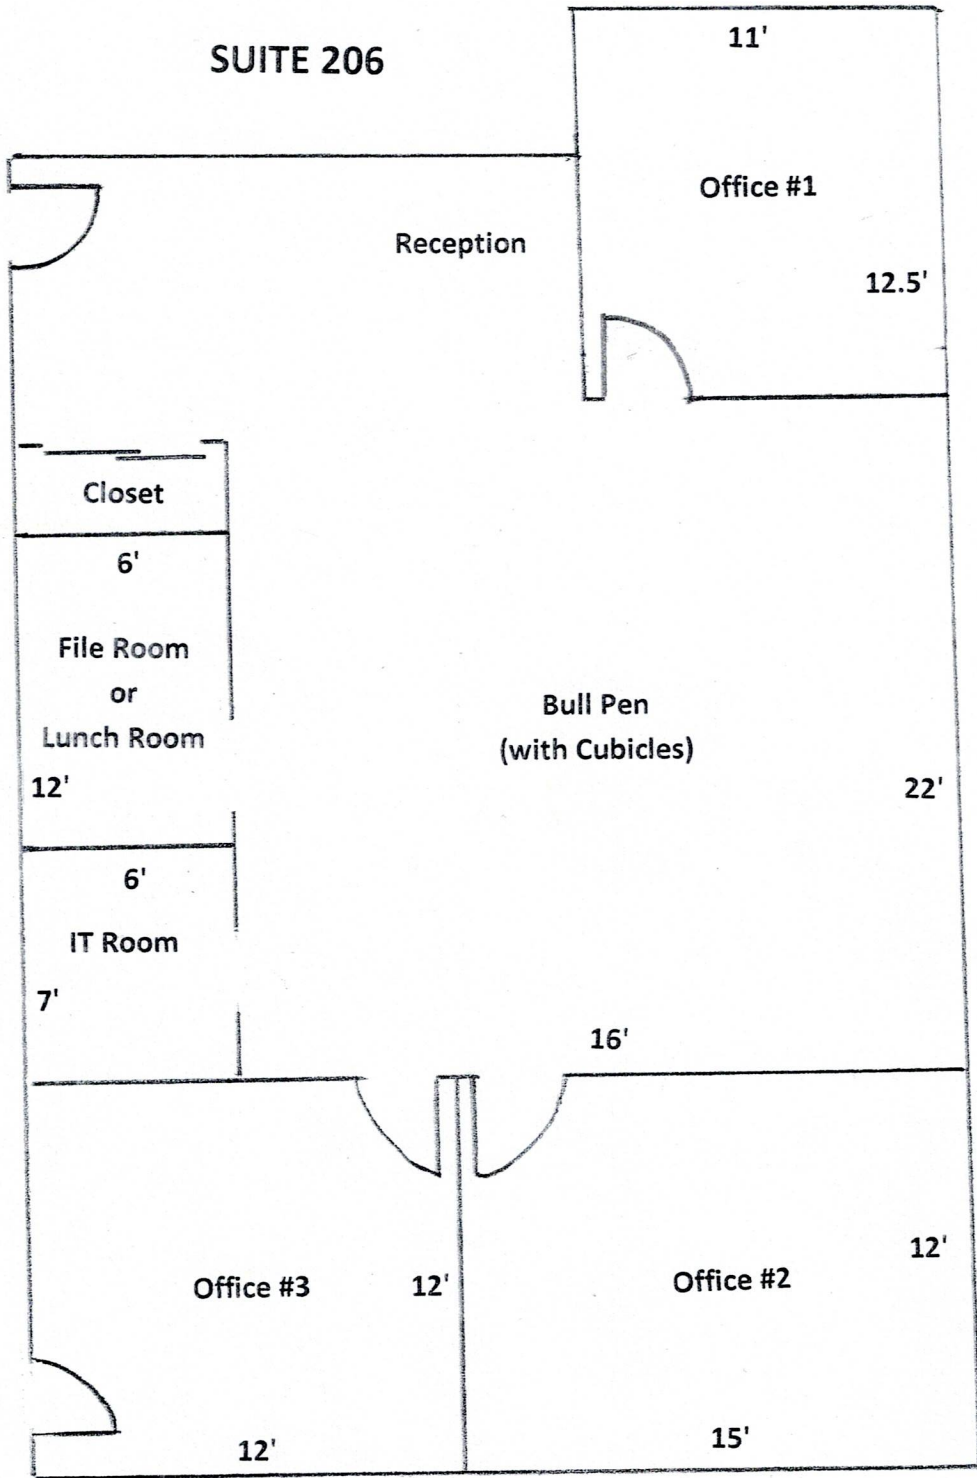 SUITE 206
11'
Office #1
Reception
12.5'
Closet
6'
File Room
or
Lunch Room
12'
Bull Pen
(with Cubicles)
22'
6'
IT Room
7'
16'
Office #3
12'
Office #2
12'
12'
15'